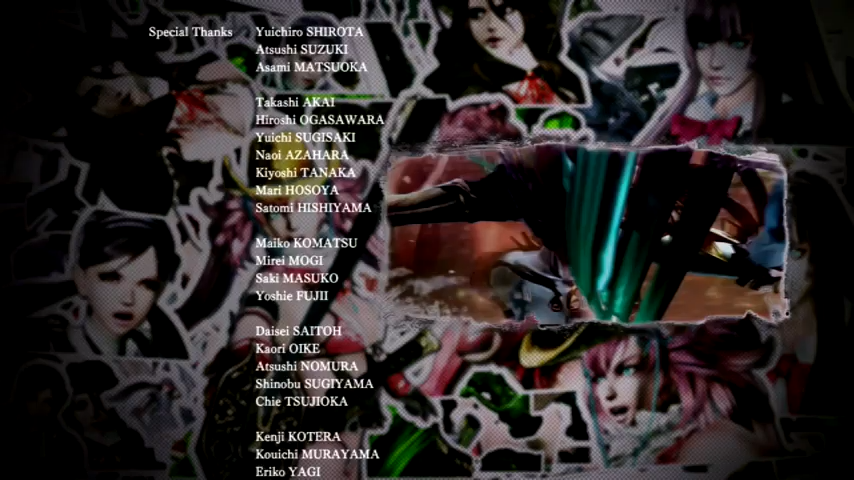 Special Thanks Yuichiro SHIROTA
Atsushi SUZUKI
Asami MATSUOKA
Takashi AKAI
Hiroshi OGASAWARA
Yuichi SUGISAKI
Naoi AZAHARA
Kiyoshi TANAKA
Mari HOSOYA
Satomi HISHIYAMA
Maiko KOMATSU
Mirei MOGI
Saki MASUKO
Yoshie FUJII
Daisei SAITOH
Kaori OIKE
Atsushi NOMURA
Shinobu SUGIYAMA
Chie TSUJIOKA
Kenji KOTERA
Kouichi MURAYAMA
Eriko YAGI